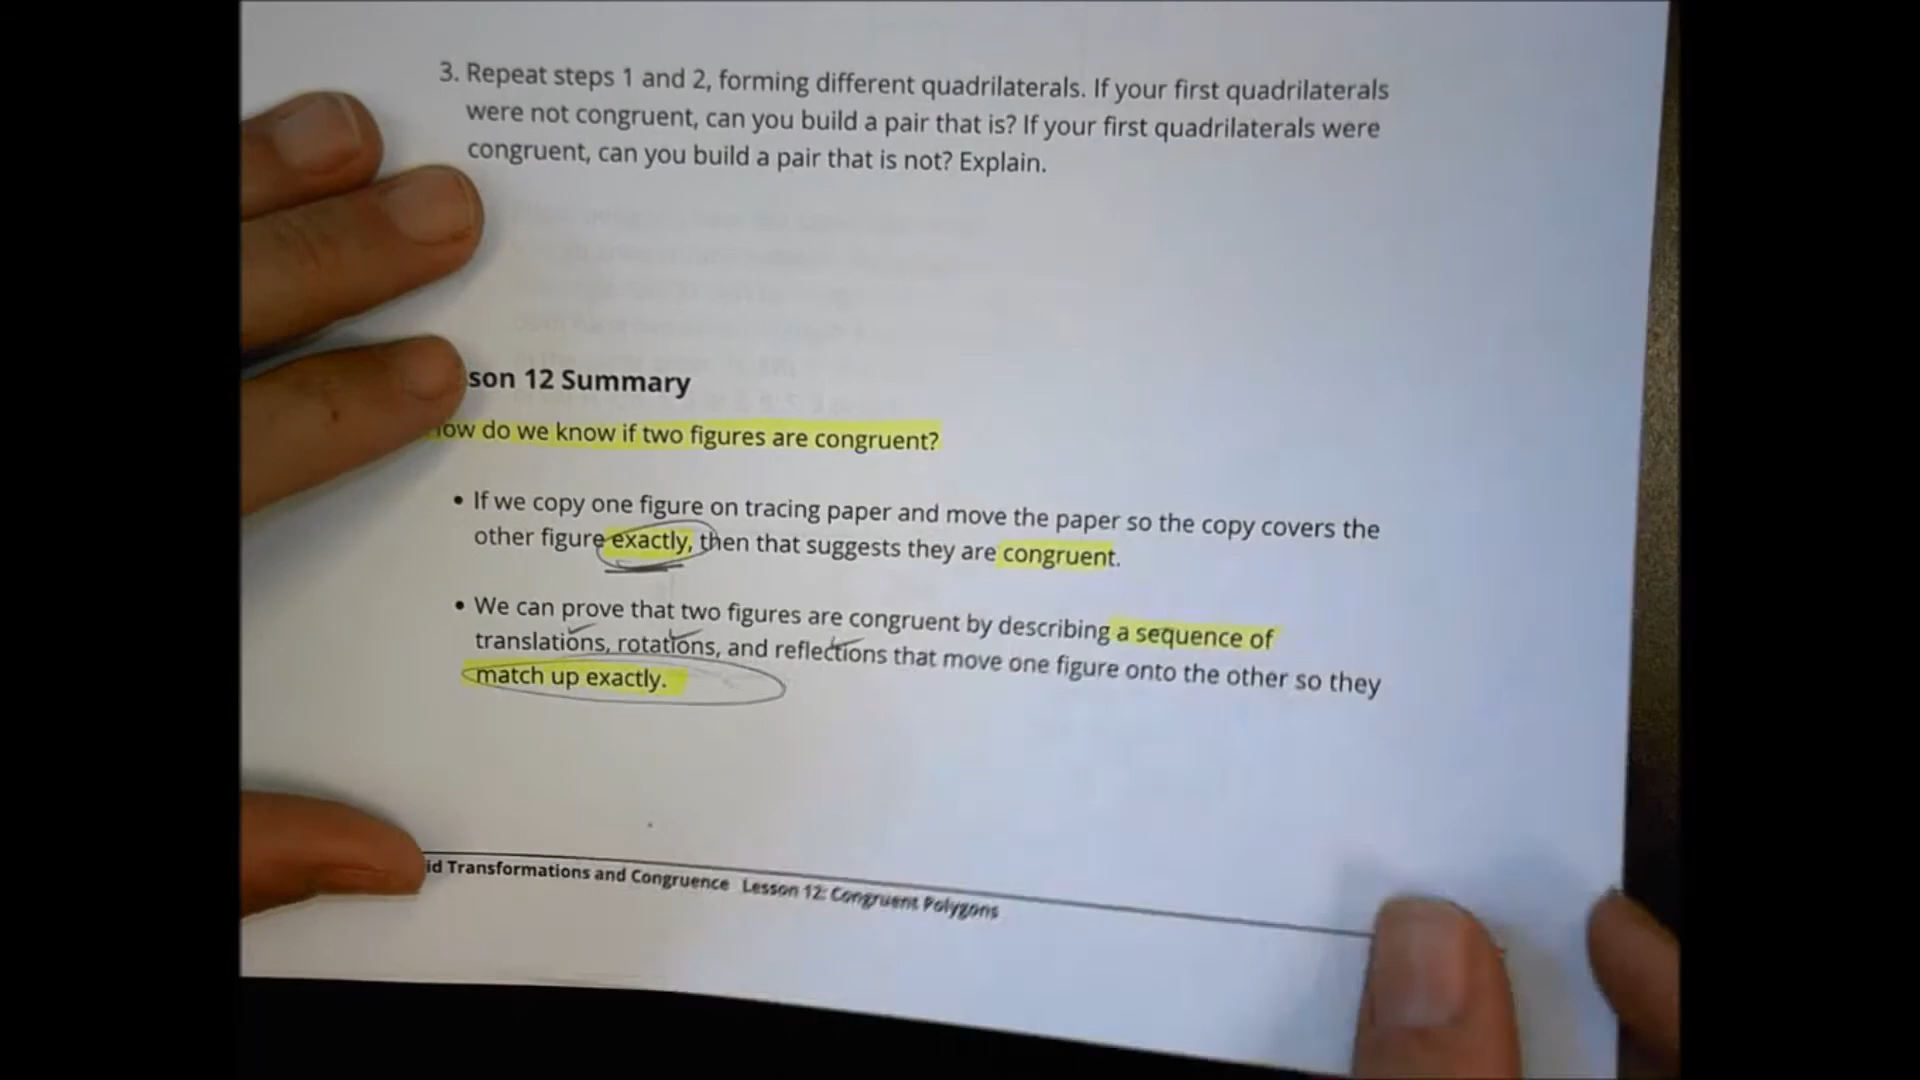 3. Repeat steps 1 and 2, forming different quadrilaterals. If your first quadrilaterals
were not congruent, can you build a pair that is? If your first quadrilaterals were
congruent, can you build a pair that is not? Explain.
son 12 Summary
ow do we know if two figures are congruent?
• If we copy one figure on tracing paper and move the paper so the copy covers the
other figure exactly, then that suggests they are congruent.
• We can prove that two figures are congruent by describing a sequence of
translations, rotations, and reflections that move one figure onto the other so they
match up exactly.
id Transformations and Congruence Lesson 12: Congruent Polygons